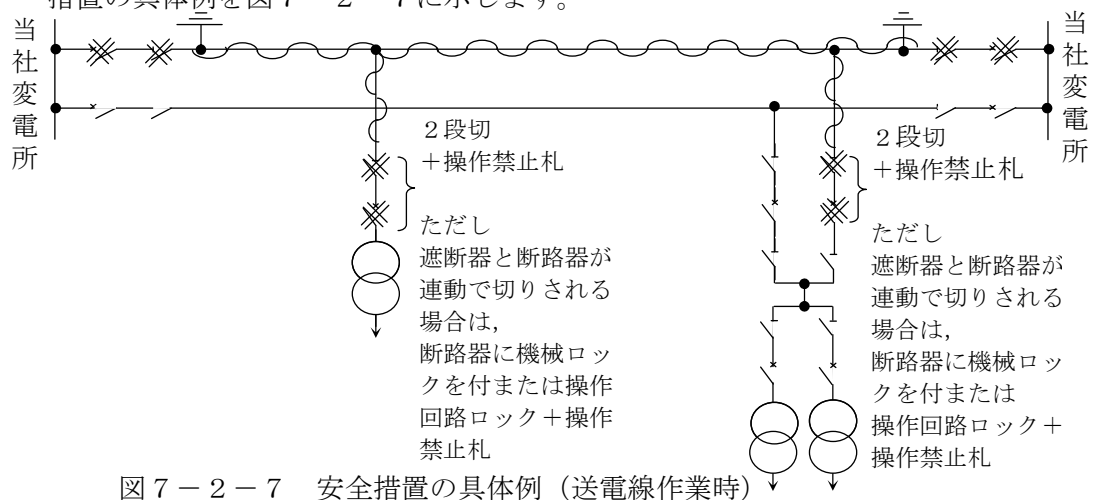 措置の具体例を図７－２－７に示します。
当社変電所
当社変電所
２段切
＋操作禁止札
ただし
遮断器と断路器が
連動で切りされる
場合は，
断路器に機械ロッ
クを付または操作
回路ロック＋操作
禁止札
２段切
＋操作禁止札
ただし
遮断器と断路器が
連動で切りされる
場合は，
断路器に機械ロッ
クを付または
操作回路ロック＋
操作禁止札
図７－２－７　安全措置の具体例（送電線作業時）